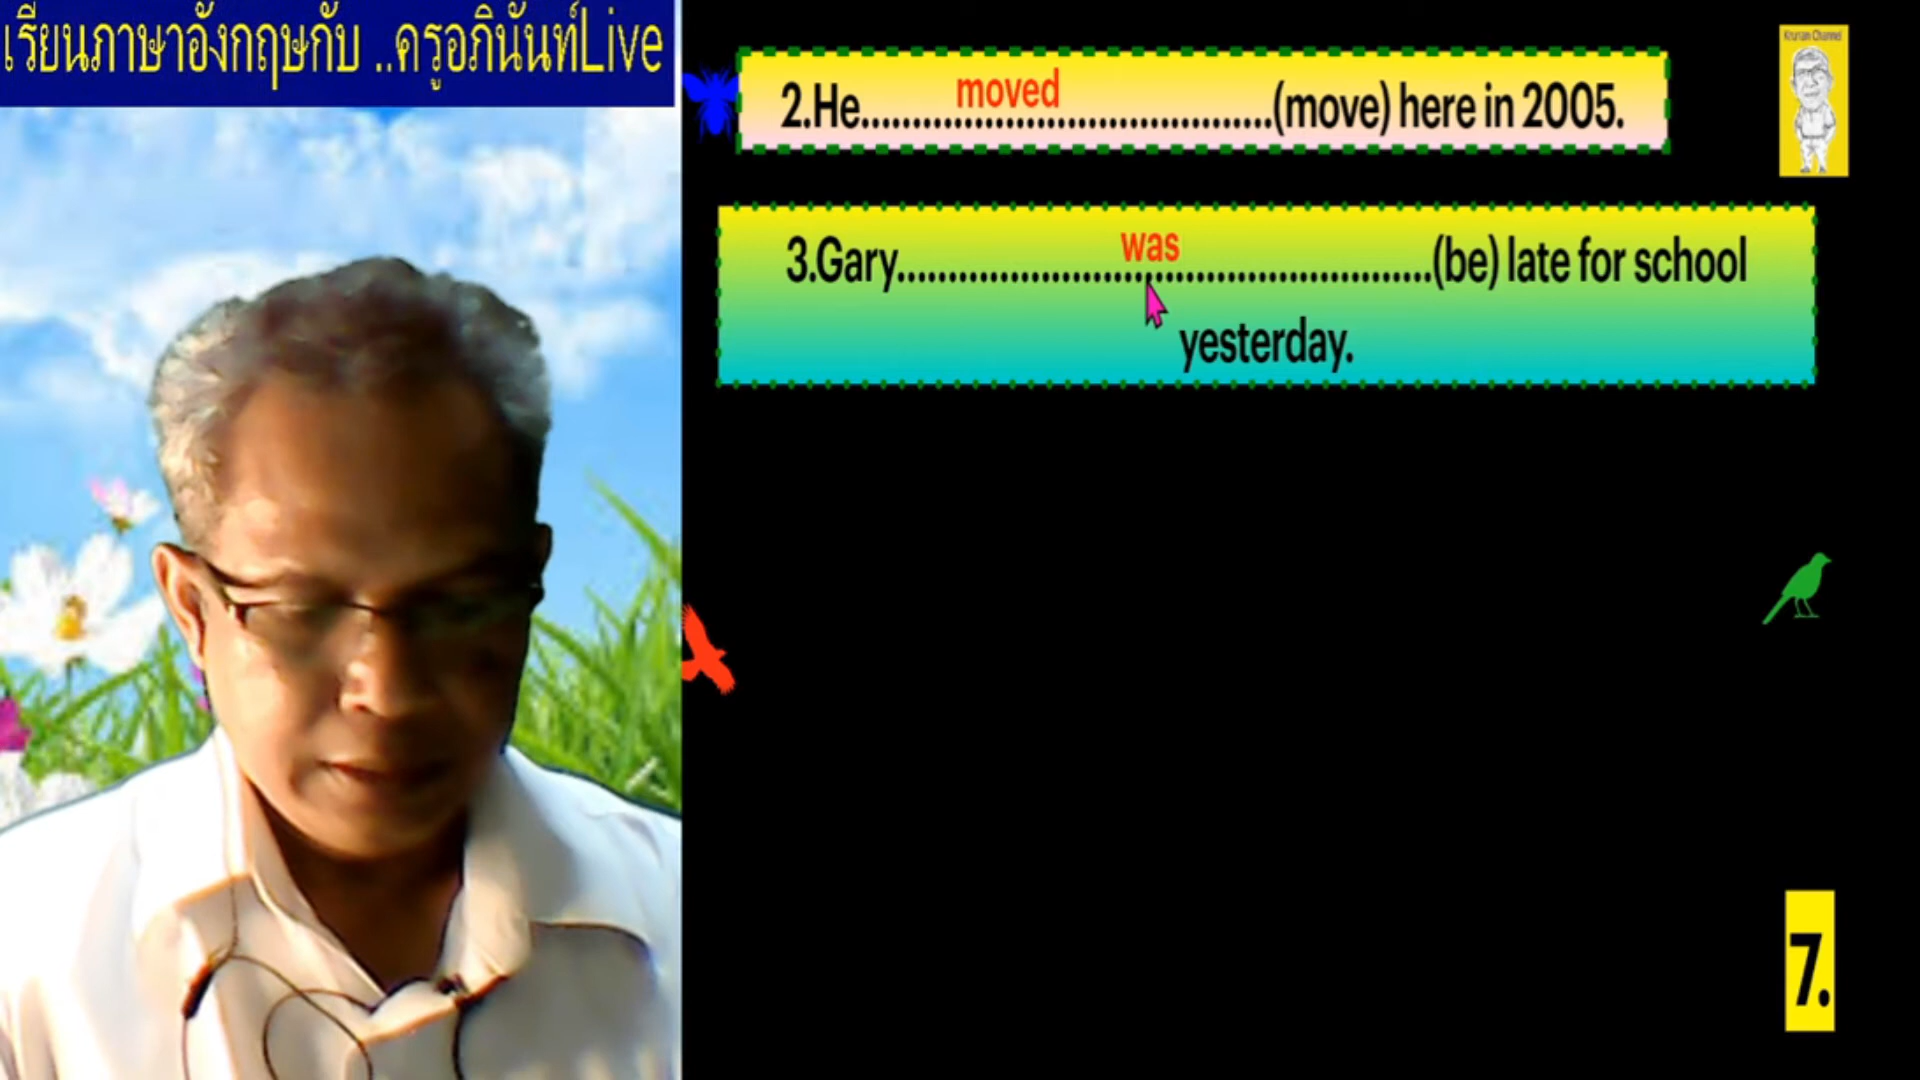 เรียนภาษาอังกฤษกับ ..ครูอภินันท์Live
moved
2.He........................................(move) here in 2005.
was
3.Gary....................................................(be) late for school
yesterday.
7.